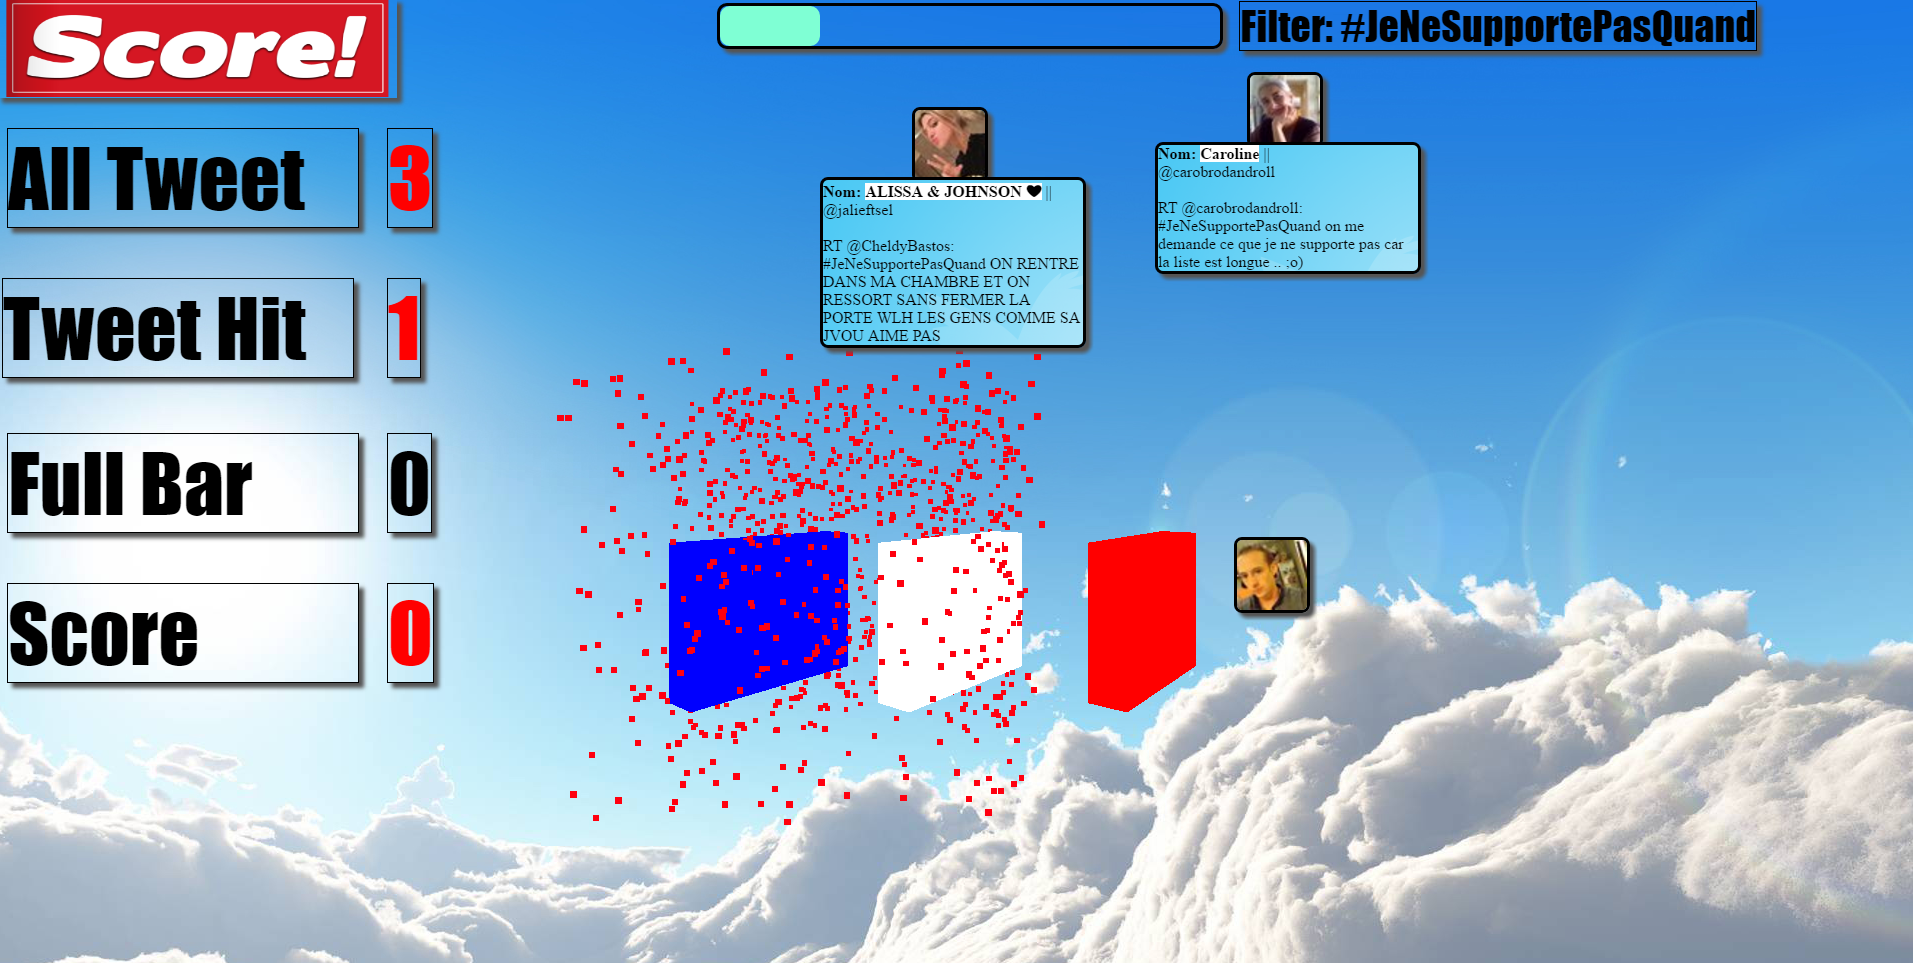 Score!
Filter: #JeNeSupportePasQuand
All Tweet 3
Tweet Hit 1
Full Bar 0
Score 0
Nom: ALISSA & JOHNSON ♥ ||
@jalieftsel
RT @CheldyBastos:
#JeNeSupportePasQuand ON RENTRE
DANS MA CHAMBRE ET ON
RESSORT SANS FERMER LA
PORTE WLH LES GENS COMME SA
JVOU AIME PAS
Nom: Caroline ||
@carobrodandroll
RT @carobrodandroll:
#JeNeSupportePasQuand on me
demande ce que je ne supporte pas car
la liste est longue .. ;o)